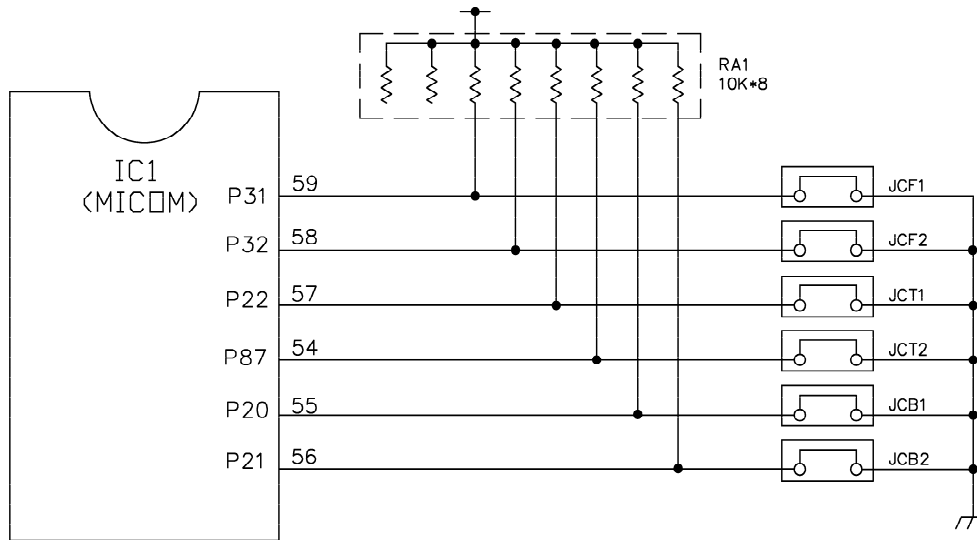 RA1
10K*8
IC1
(MICOM)
P31 59 JCF1
P32 58 JCF2
P22 57 JCT1
P87 54 JCT2
P20 55 JCB1
P21 56 JCB2